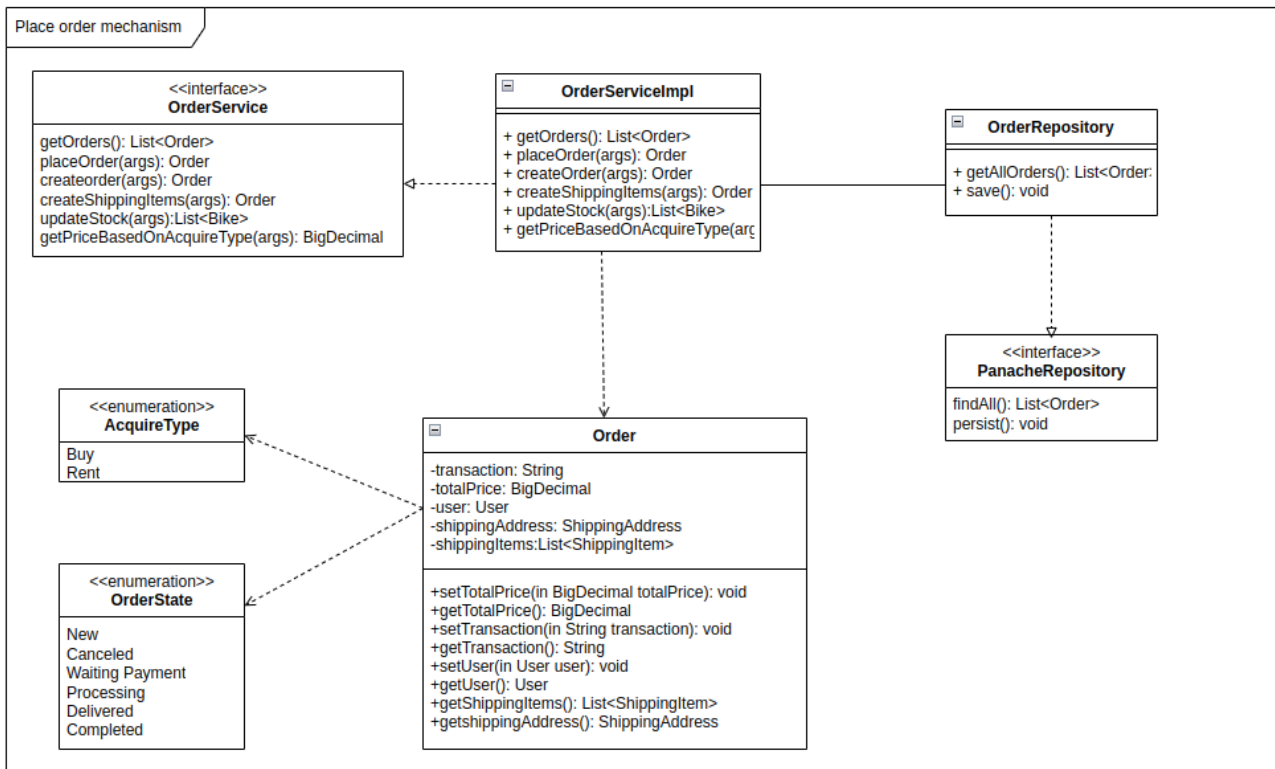 Place order mechanism
<<interface>>
OrderService
getOrders(): List<Order>
placeOrder(args): Order
createorder(args): Order
createShippingItems(args): Order
updateStock(args):List<Bike>
getPriceBasedOnAcquireType(args): BigDecimal
OrderServiceImpl
+ getOrders(): List<Order>
+ placeOrder(args): Order
+ createOrder(args): Order
+ createShippingItems(args): Order
+ updateStock(args):List<Bike>
+ getPriceBasedOnAcquireType(arg
OrderRepository
+ getAllOrders(): List<Order
+ save(): void
<<interface>>
PanacheRepository
findAll(): List<Order>
persist(): void
<<enumeration>>
AcquireType
Buy
Rent
<<enumeration>>
OrderState
New
Canceled
Waiting Payment
Processing
Delivered
Completed
Order
-transaction: String
-totalPrice: BigDecimal
-user: User
-shippingAddress: ShippingAddress
-shippingItems:List<ShippingItem>
+setTotalPrice(in BigDecimal totalPrice): void
+getTotalPrice(): BigDecimal
+setTransaction(in String transaction): void
+getTransaction(): String
+setUser(in User user): void
+getUser(): User
+getShippingItems(): List<ShippingItem>
+getshippingAddress(): ShippingAddress